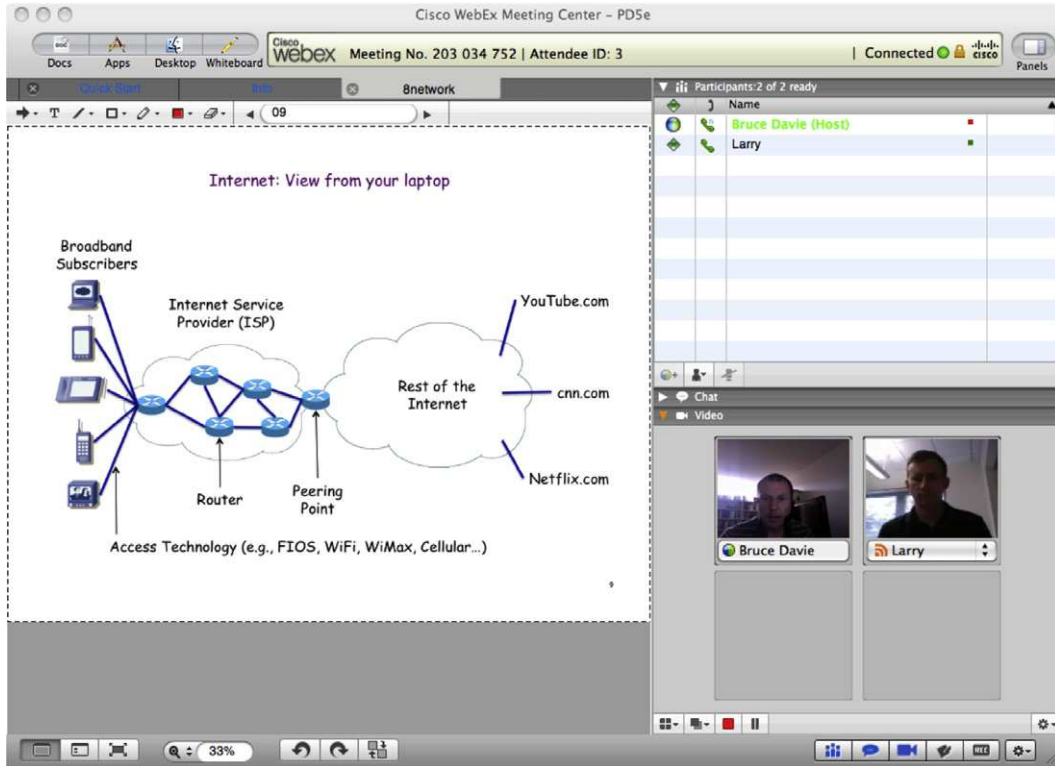 Cisco WebEx Meeting Center – PD5e
Docs
Apps
Desktop
Whiteboard
Cisco webex
Meeting No. 203 034 752 | Attendee ID: 3
| Connected
cisco
Panels
Quick Start
Info
8network
T
09
Participants:2 of 2 ready
Name
Bruce Davie (Host)
Larry
Internet: View from your laptop
Broadband
Subscribers
Internet Service
Provider (ISP)
YouTube.com
Rest of the
Internet
cnn.com
Netflix.com
Router
Peering
Point
Access Technology (e.g., FIOS, WiFi, WiMax, Cellular...)
9
Chat
Video
Bruce Davie
Larry
33%
REC